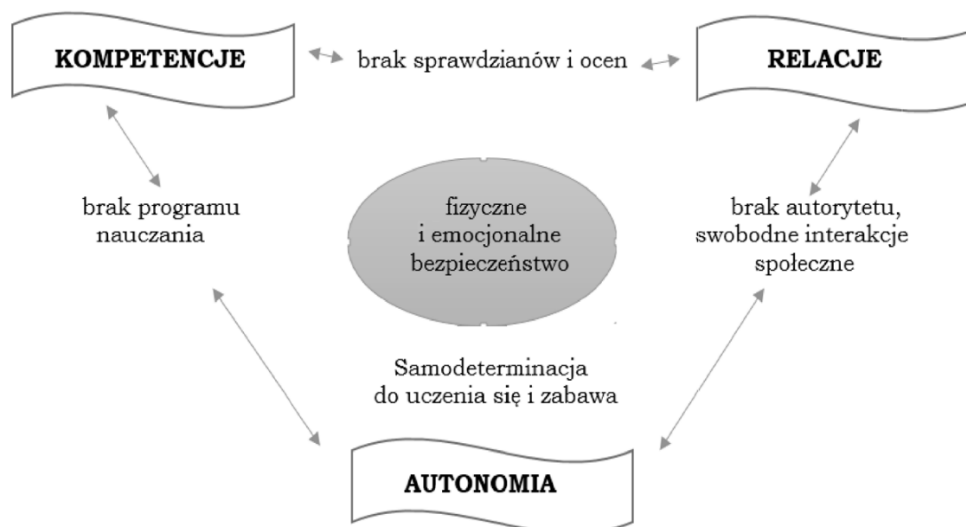 KOMPETENCJE
brak sprawdzianów i ocen
RELACJE
brak programu
nauczania
fizyczne
i emocjonalne
bezpieczeństwo
brak autorytetu,
swobodne interakcje
społeczne
Samodeterminacja
do uczenia się i zabawa
AUTONOMIA